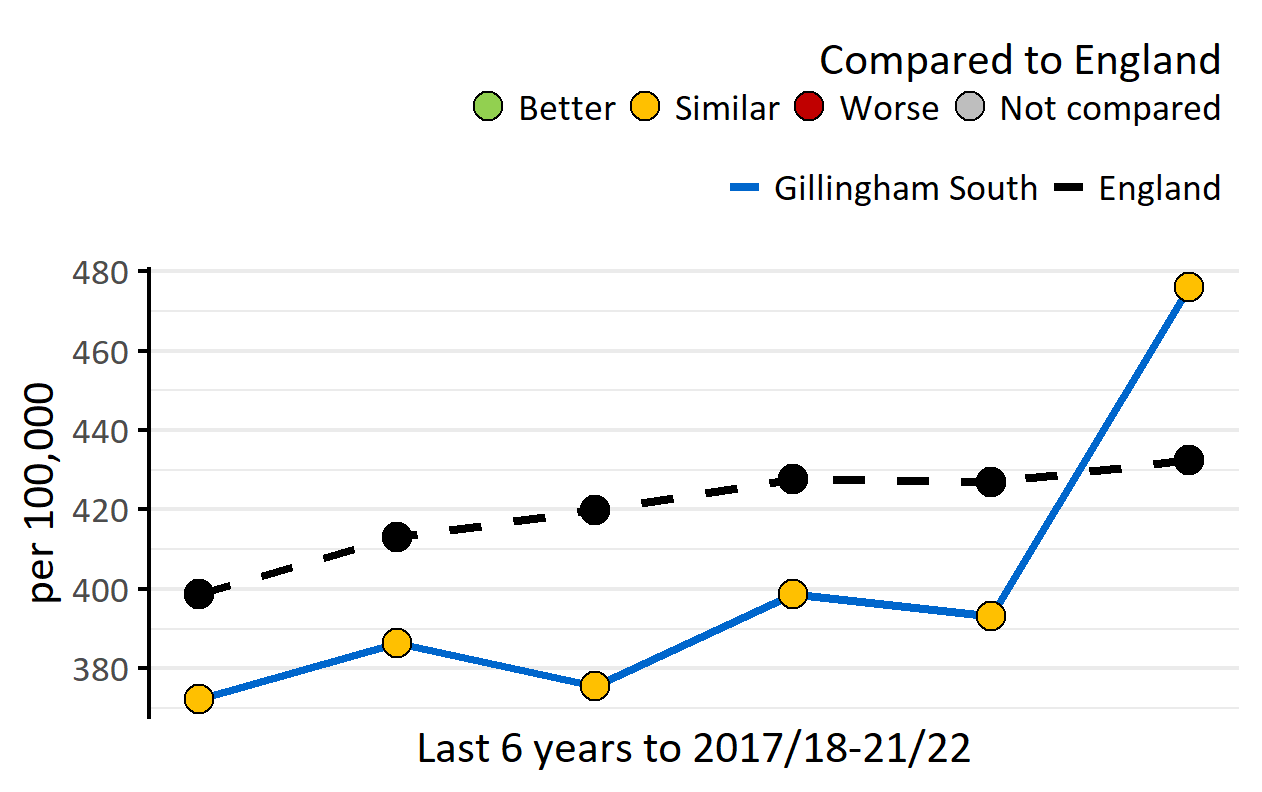 Compared to England
Better Similar Worse Not compared
Gillingham South England
480
460
440
420
400
380
per 100,000
Last 6 years to 2017/18-21/22